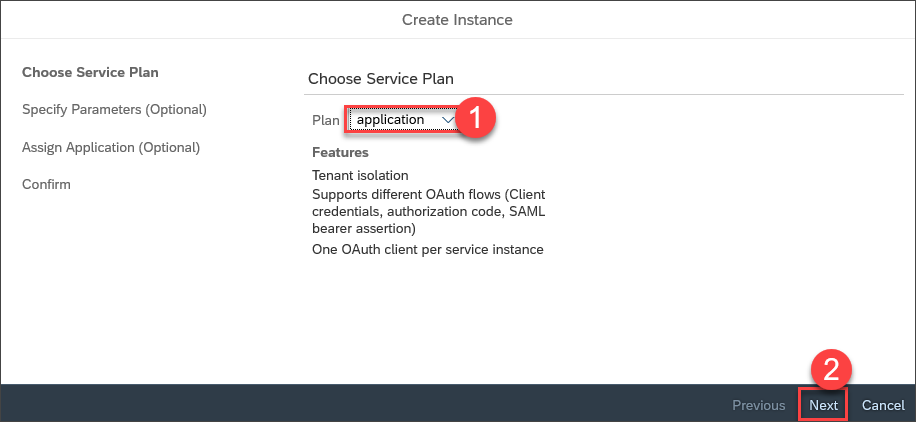 Create Instance
Choose Service Plan
Specify Parameters (Optional)
Assign Application (Optional)
Confirm
Choose Service Plan
Plan application 1
Features
Tenant isolation
Supports different OAuth flows (Client
credentials, authorization code, SAML
bearer assertion)
One OAuth client per service instance
2
Previous Next Cancel